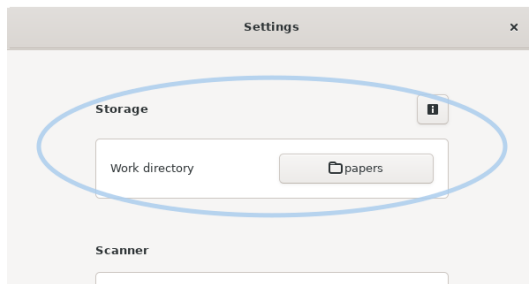 Settings
Storage
Work directory papers
Scanner